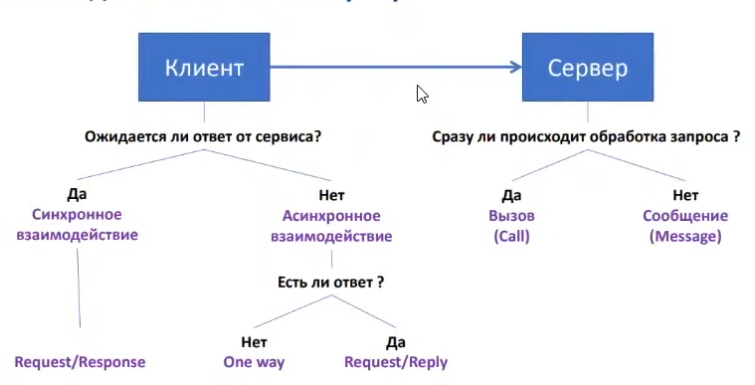 Клиент
Сервер
Ожидается ли ответ от сервиса?
Сразу ли происходит обработка запроса ?
Да
Синхронное
взаимодействие
Нет
Асинхронное
взаимодействие
Да
Вызов
(Call)
Нет
Сообщение
(Message)
Есть ли ответ ?
Request/Response
Нет
One way
Да
Request/Reply